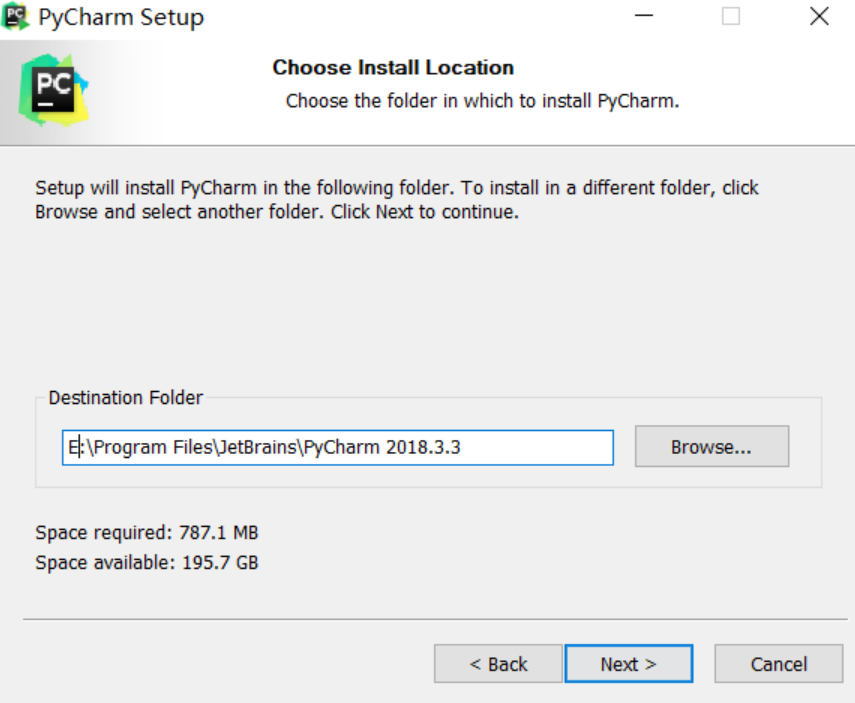 PyCharm Setup
PC
Choose Install Location
Choose the folder in which to install PyCharm.
Setup will install PyCharm in the following folder. To install in a different folder, click
Browse and select another folder. Click Next to continue.
Destination Folder
E:\Program Files\JetBrains\PyCharm 2018.3.3
Browse...
Space required: 787.1 MB
Space available: 195.7 GB
< Back
Next >
Cancel